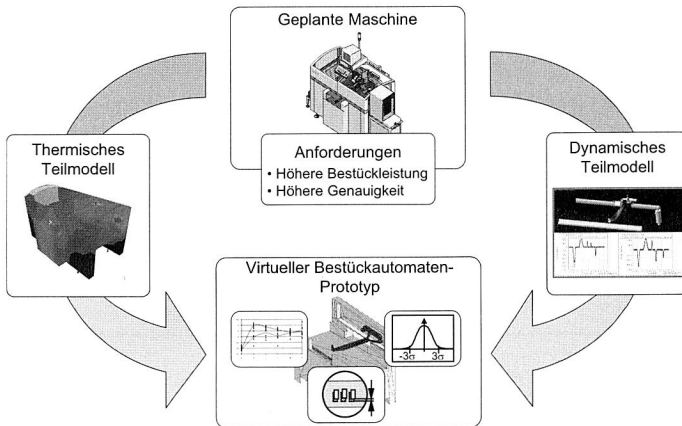 Geplante Maschine
Anforderungen
• Höhere Bestückleistung
• Höhere Genauigkeit
Thermisches
Teilmodell
Dynamisches
Teilmodell
Virtueller Bestückautomaten-
Prototyp
-3σ 3σ